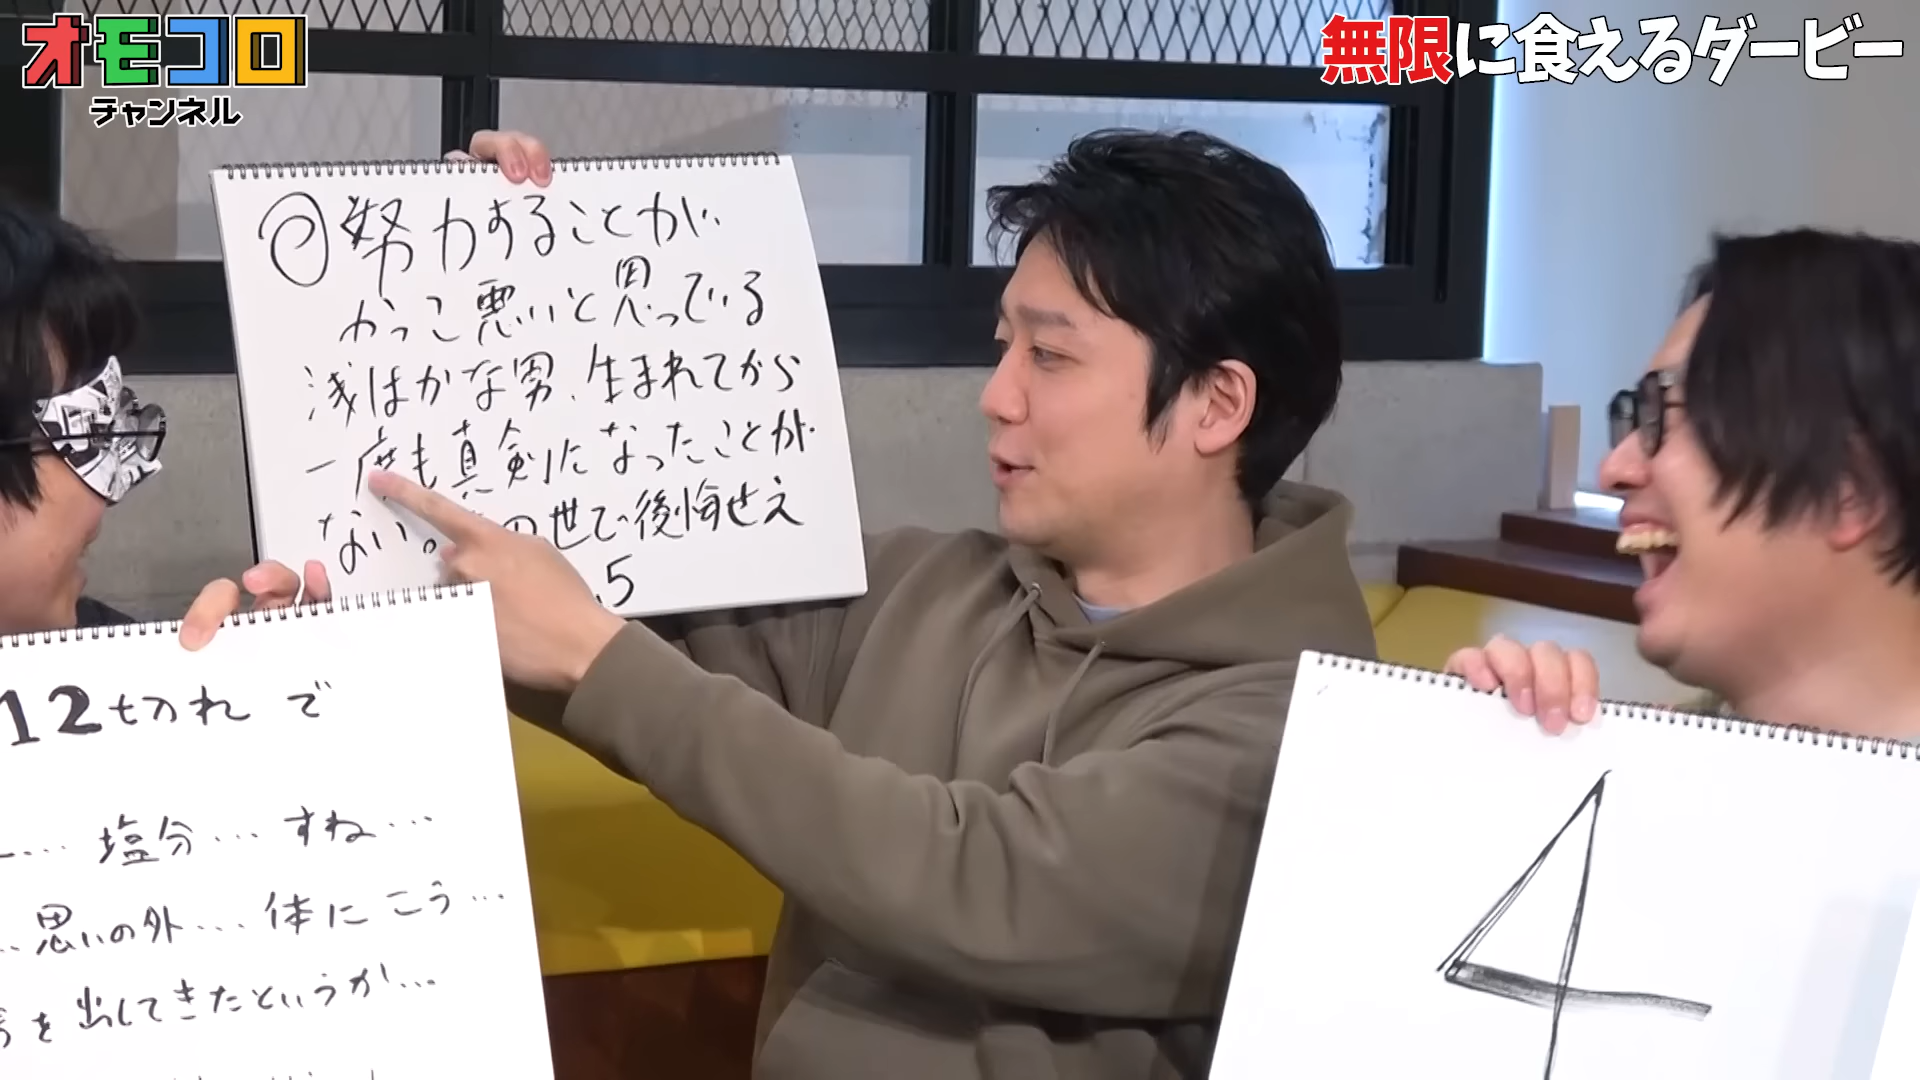 オモコロ
チャンネル
無限に食えるダービー
◎努力することが
かっこ悪いと思っている
浅はかな男、生まれてから
一度も真剣になったことが
ない。の世で後悔せえ
.5
12切れで
…塩分…すね…
…思いの外…体にこう…
を出してきたというか…
4